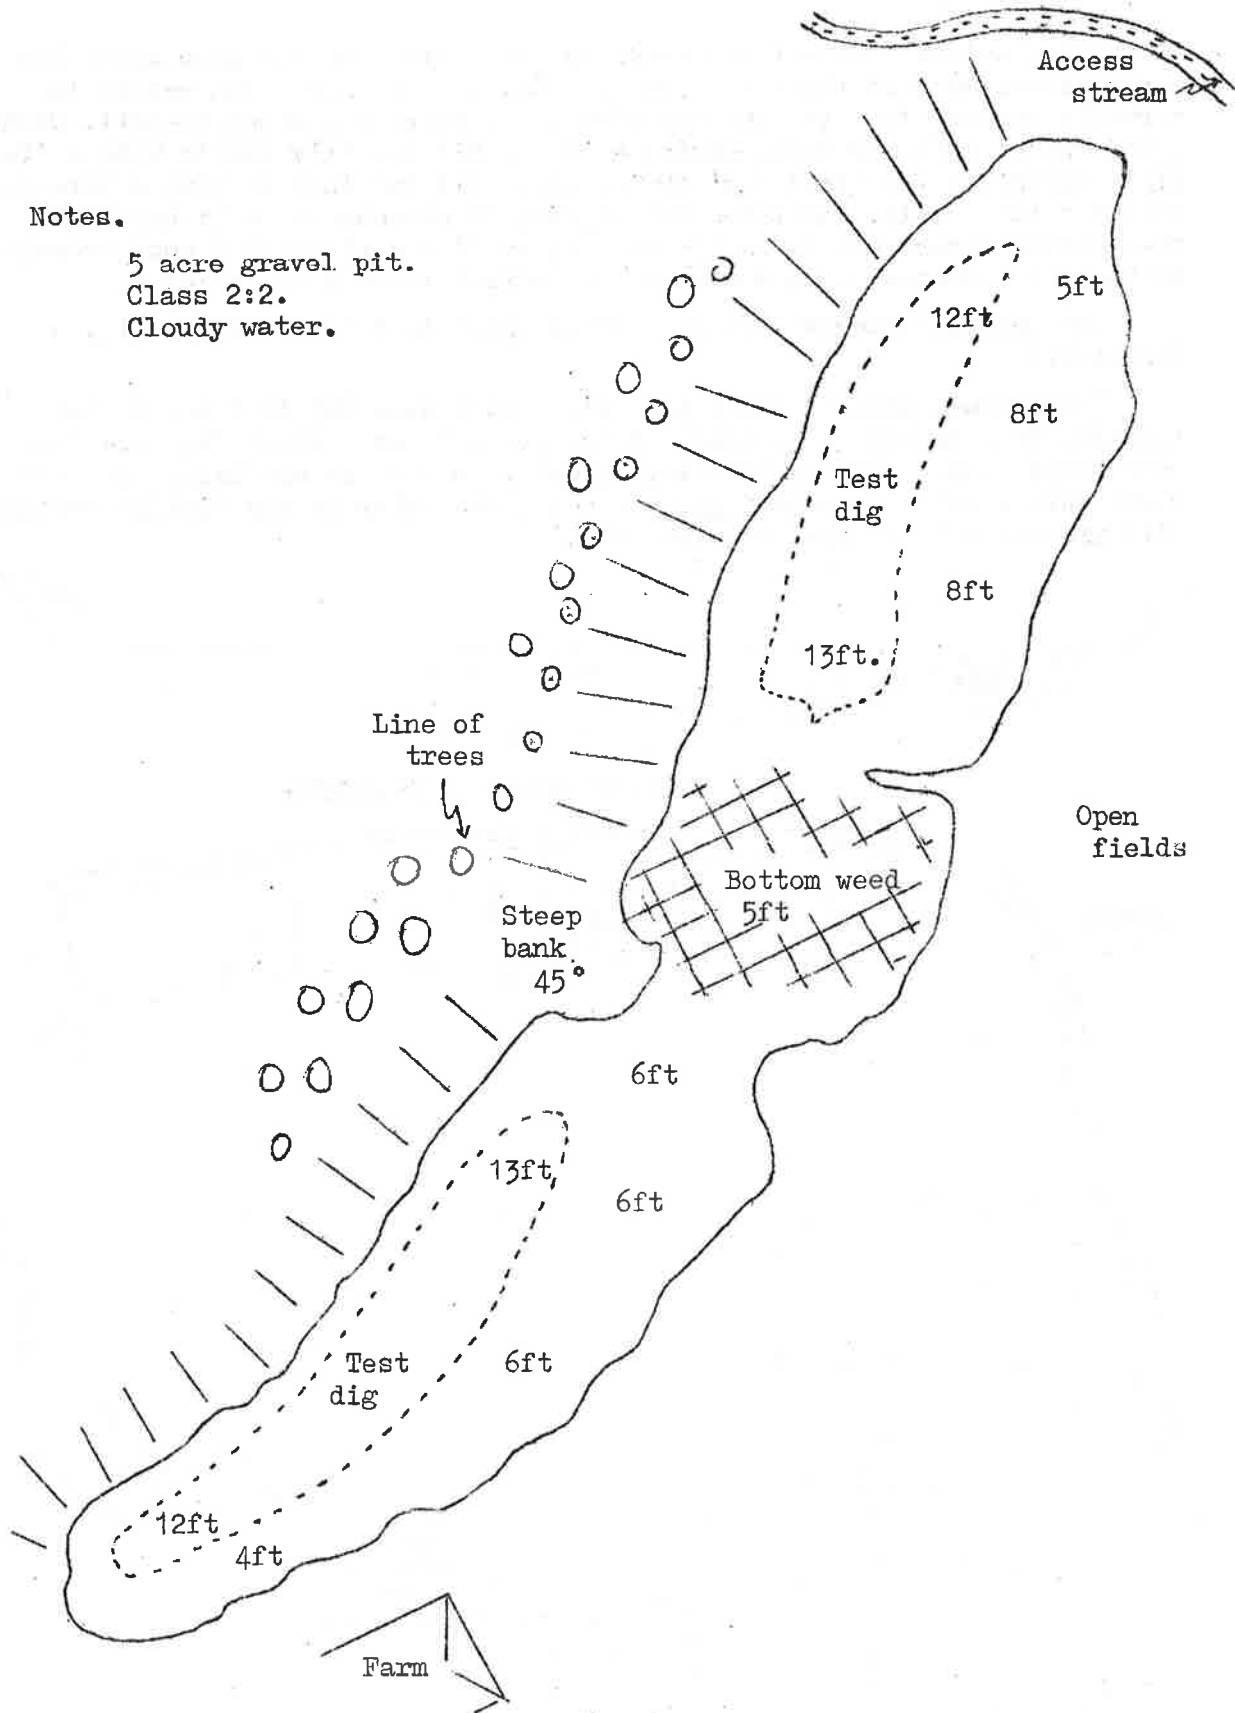 Access
stream
Notes.
5 acre gravel pit.
Class 2:2.
Cloudy water.
5ft
12ft
8ft
Test
dig
8ft
13ft.
Line of
trees
Open
fields
Bottom weed
5ft
Steep
bank
45°
6ft
13ft
6ft
Test
dig
6ft
12ft
4ft
Farm